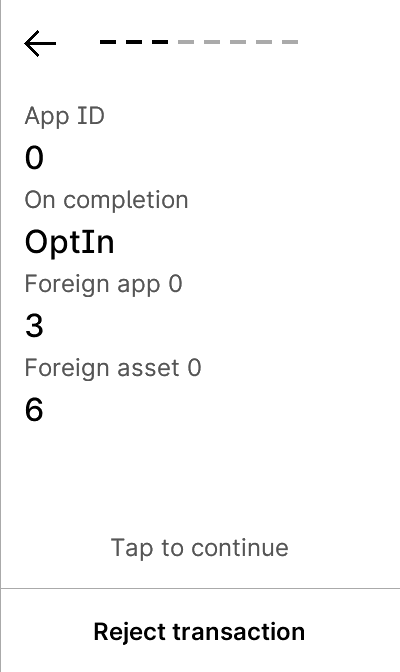 App ID
0
On completion
OptIn
Foreign app 0
3
Foreign asset 0
6
Tap to continue
Reject transaction